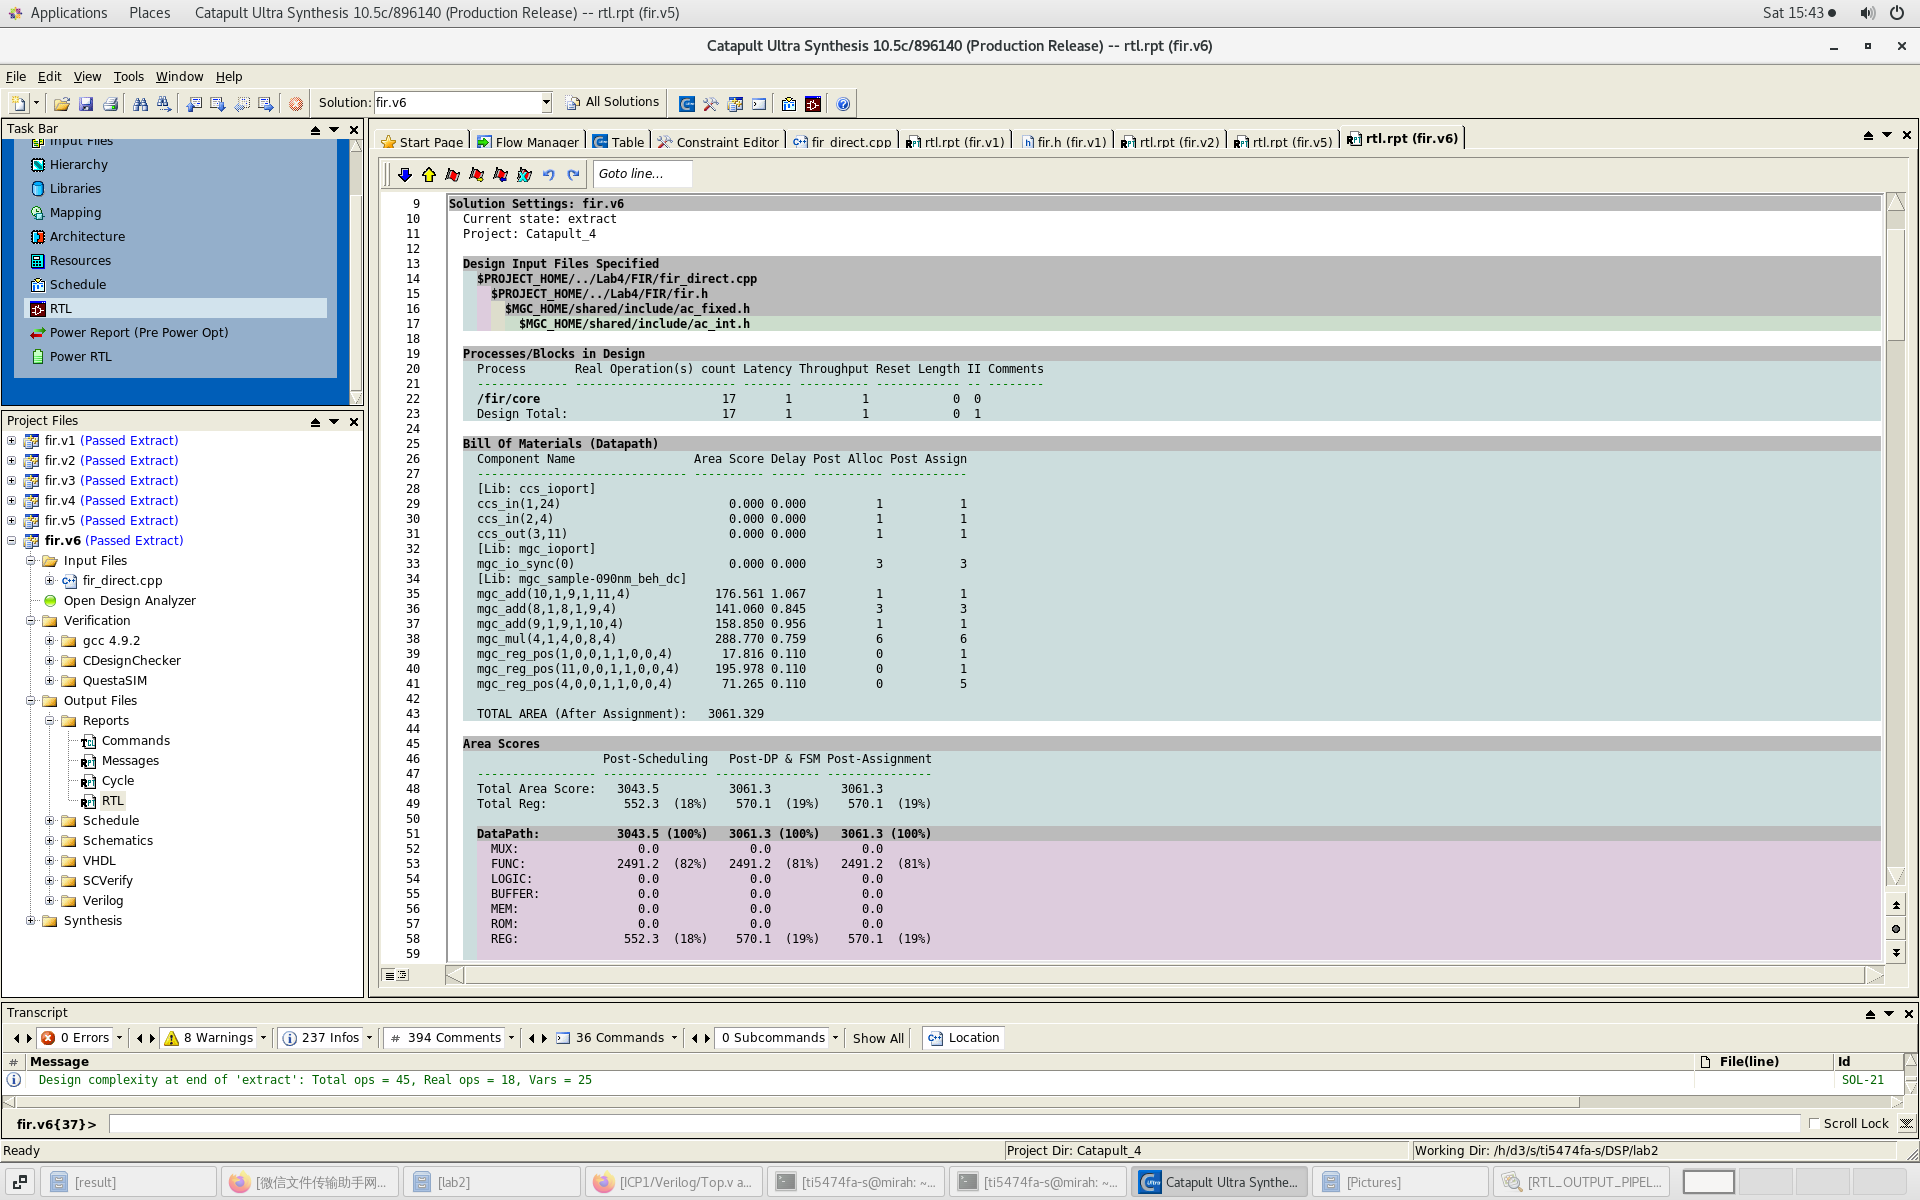 Applications Places Catapult Ultra Synthesis 10.5c/896140 (Production Release) -- rtl.rpt (fir.v5) Sat 15:43
Catapult Ultra Synthesis 10.5c/896140 (Production Release) -- rtl.rpt (fir.v6)
File Edit View Tools Window Help
Solution: fir.v6 All Solutions
Task Bar
Input Files
Hierarchy
Libraries
Mapping
Architecture
Resources
Schedule
RTL
Power Report (Pre Power Opt)
Power RTL
Project Files
fir.v1 (Passed Extract)
fir.v2 (Passed Extract)
fir.v3 (Passed Extract)
fir.v4 (Passed Extract)
fir.v5 (Passed Extract)
fir.v6 (Passed Extract)
Input Files
fir_direct.cpp
Open Design Analyzer
Verification
gcc 4.9.2
CDesignChecker
QuestaSIM
Output Files
Reports
Commands
Messages
Cycle
RTL
Schedule
Schematics
VHDL
SCVerify
Verilog
Synthesis
Start Page Flow Manager Table Constraint Editor fir_direct.cpp rtl.rpt (fir.v1) fir.h (fir.v1) rtl.rpt (fir.v2) rtl.rpt (fir.v5) rtl.rpt (fir.v6)
Goto line...
9 Solution Settings: fir.v6
10 Current state: extract
11 Project: Catapult_4
12
13 Design Input Files Specified
14 $PROJECT_HOME/../Lab4/FIR/fir_direct.cpp
15 $PROJECT_HOME/../Lab4/FIR/fir.h
16 $MGC_HOME/shared/include/ac_fixed.h
17 $MGC_HOME/shared/include/ac_int.h
18
19 Processes/Blocks in Design
20 Process Real Operation(s) count Latency Throughput Reset Length II Comments
21 ------------- ----------------------- ------- ---------- ------------ -- --------
22 /fir/core 17 1 1 0 0
23 Design Total: 17 1 1 0 1
24
25 Bill Of Materials (Datapath)
26 Component Name Area Score Delay Post Alloc Post Assign
27 ------------------------------ ---------- ----- ---------- -----------
28 [Lib: ccs_ioport]
29 ccs_in(1,24) 0.000 0.000 1 1
30 ccs_in(2,4) 0.000 0.000 1 1
31 ccs_out(3,11) 0.000 0.000 1 1
32 [Lib: mgc_ioport]
33 mgc_io_sync(0) 0.000 0.000 3 3
34 [Lib: mgc_sample-090nm_beh_dc]
35 mgc_add(10,1,9,1,11,4) 176.561 1.067 1 1
36 mgc_add(8,1,8,1,9,4) 141.060 0.845 3 3
37 mgc_add(9,1,9,1,10,4) 158.850 0.956 1 1
38 mgc_mul(4,1,4,0,8,4) 288.770 0.759 6 6
39 mgc_reg_pos(1,0,0,1,1,0,0,4) 17.816 0.110 0 1
40 mgc_reg_pos(11,0,0,1,1,0,0,4) 195.978 0.110 0 1
41 mgc_reg_pos(4,0,0,1,1,0,0,4) 71.265 0.110 0 5
42
43 TOTAL AREA (After Assignment): 3061.329
44
45 Area Scores
46 Post-Scheduling Post-DP & FSM Post-Assignment
47 ----------------- --------------- --------------- ---------------
48 Total Area Score: 3043.5 3061.3 3061.3
49 Total Reg: 552.3 (18%) 570.1 (19%) 570.1 (19%)
50
51 DataPath: 3043.5 (100%) 3061.3 (100%) 3061.3 (100%)
52 MUX: 0.0 0.0 0.0
53 FUNC: 2491.2 (82%) 2491.2 (81%) 2491.2 (81%)
54 LOGIC: 0.0 0.0 0.0
55 BUFFER: 0.0 0.0 0.0
56 MEM: 0.0 0.0 0.0
57 ROM: 0.0 0.0 0.0
58 REG: 552.3 (18%) 570.1 (19%) 570.1 (19%)
59
Transcript
0 Errors 8 Warnings 237 Infos # 394 Comments 36 Commands 0 Subcommands Show All Location
# Message File(line) Id
Design complexity at end of 'extract': Total ops = 45, Real ops = 18, Vars = 25 SOL-21
fir.v6{37}> Scroll Lock
Ready Project Dir: Catapult_4 Working Dir: /h/d3/s/ti5474fa-s/DSP/lab2
[result] [微信文件传输助手网... [lab2] [ICP1/Verilog/Top.v a... [ti5474fa-s@mirah: ~... [ti5474fa-s@mirah: ~... Catapult Ultra Synthe... [Pictures] [RTL_OUTPUT_PIPEL...